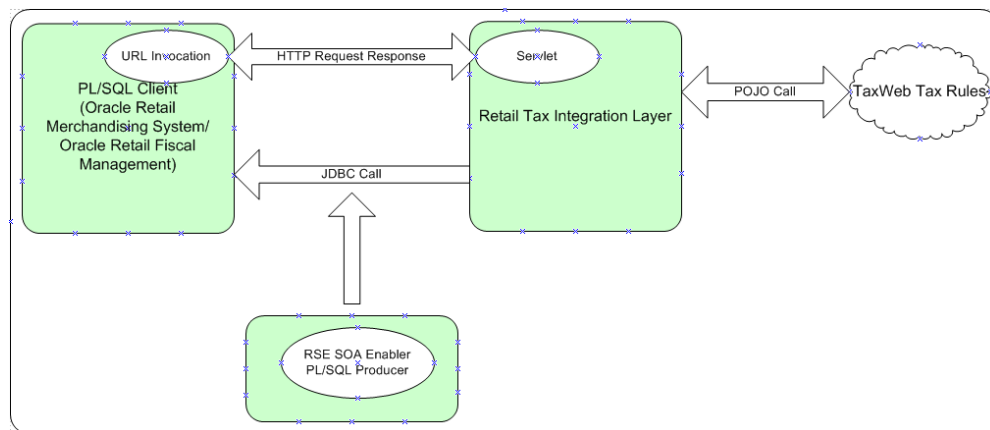 URL Invocation
PL/SQL Client
(Oracle Retail
Merchandising System/
Oracle Retail Fiscal
Management)
HTTP Request Response
Servlet
Retail Tax Integration Layer
POJO Call
TaxWeb Tax Rules
JDBC Call
RSE SOA Enabler
PL/SQL Producer